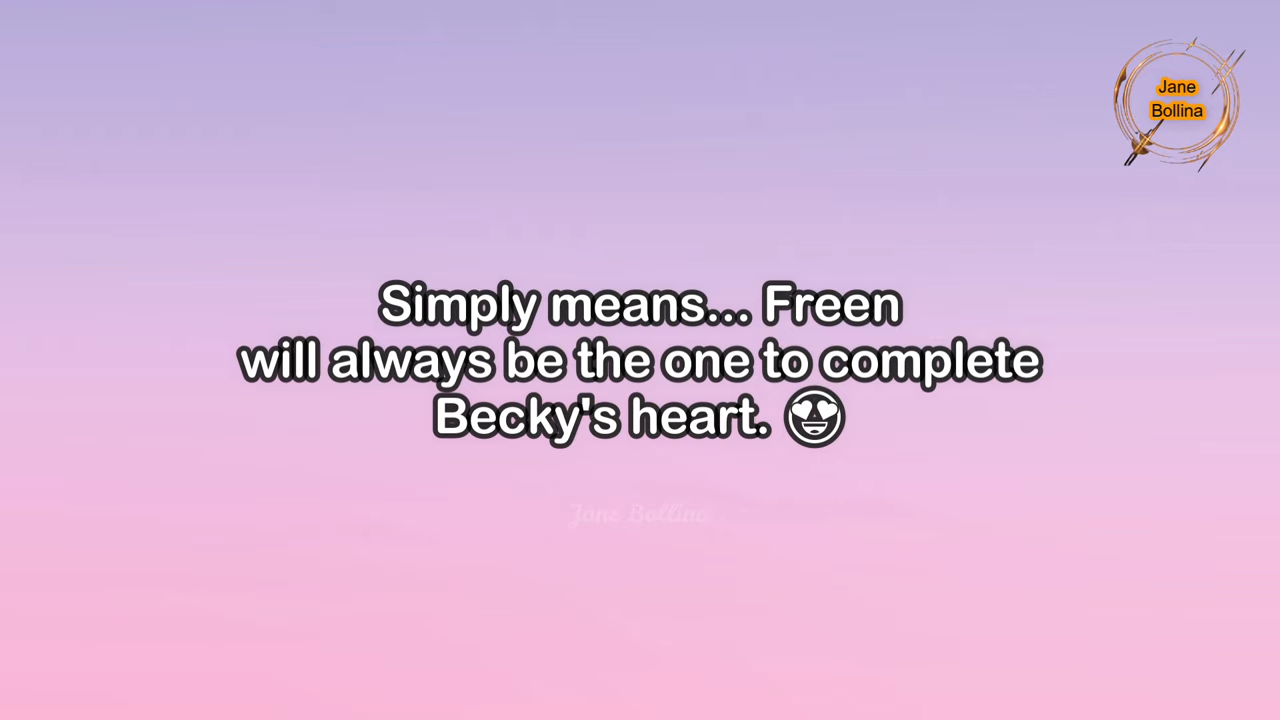 Jane
Bollina
Simply means... Freen
will always be the one to complete
Becky's heart. 😍
Jane Bollina